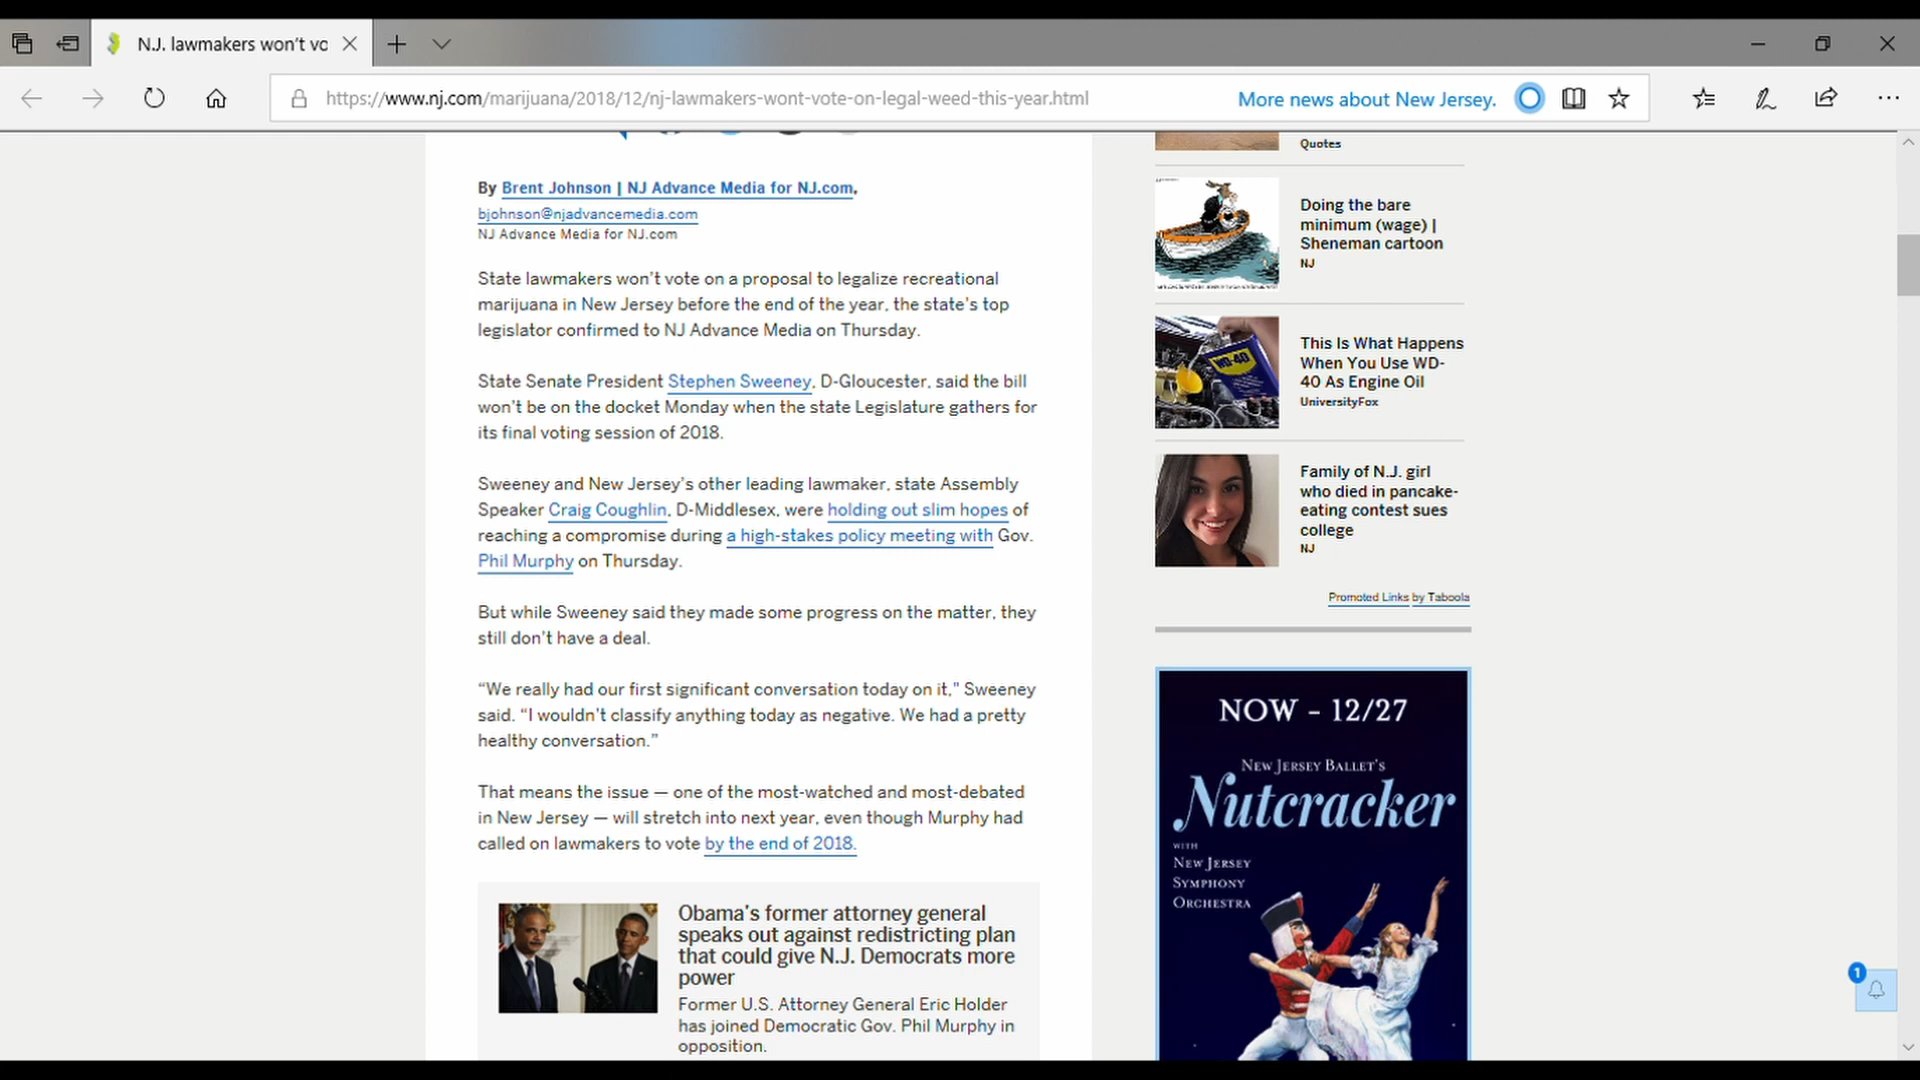 N.J. lawmakers won't vo
https://www.nj.com/marijuana/2018/12/nj-lawmakers-wont-vote-on-legal-weed-this-year.html
More news about New Jersey.
By Brent Johnson | NJ Advance Media for NJ.com,
bjohnson@njadvancemedia.com
NJ Advance Media for NJ.com
State lawmakers won't vote on a proposal to legalize recreational
marijuana in New Jersey before the end of the year, the state's top
legislator confirmed to NJ Advance Media on Thursday.
State Senate President Stephen Sweeney, D-Gloucester, said the bill
won't be on the docket Monday when the state Legislature gathers for
its final voting session of 2018.
Sweeney and New Jersey's other leading lawmaker, state Assembly
Speaker Craig Coughlin, D-Middlesex, were holding out slim hopes of
reaching a compromise during a high-stakes policy meeting with Gov.
Phil Murphy on Thursday.
But while Sweeney said they made some progress on the matter, they
still don't have a deal.
“We really had our first significant conversation today on it," Sweeney
said. “I wouldn't classify anything today as negative. We had a pretty
healthy conversation.”
That means the issue — one of the most-watched and most-debated
in New Jersey — will stretch into next year, even though Murphy had
called on lawmakers to vote by the end of 2018.
Obama's former attorney general
speaks out against redistricting plan
that could give N.J. Democrats more
power
Former U.S. Attorney General Eric Holder
has joined Democratic Gov. Phil Murphy in
opposition.
Quotes
Doing the bare
minimum (wage) |
Sheneman cartoon
NJ
WD-40
This Is What Happens
When You Use WD-
40 As Engine Oil
UniversityFox
Family of N.J. girl
who died in pancake-
eating contest sues
college
NJ
Promoted Links by Taboola
NOW – 12/27
NEW JERSEY BALLET'S
Nutcracker
WITH
NEW JERSEY
SYMPHONY
ORCHESTRA
1